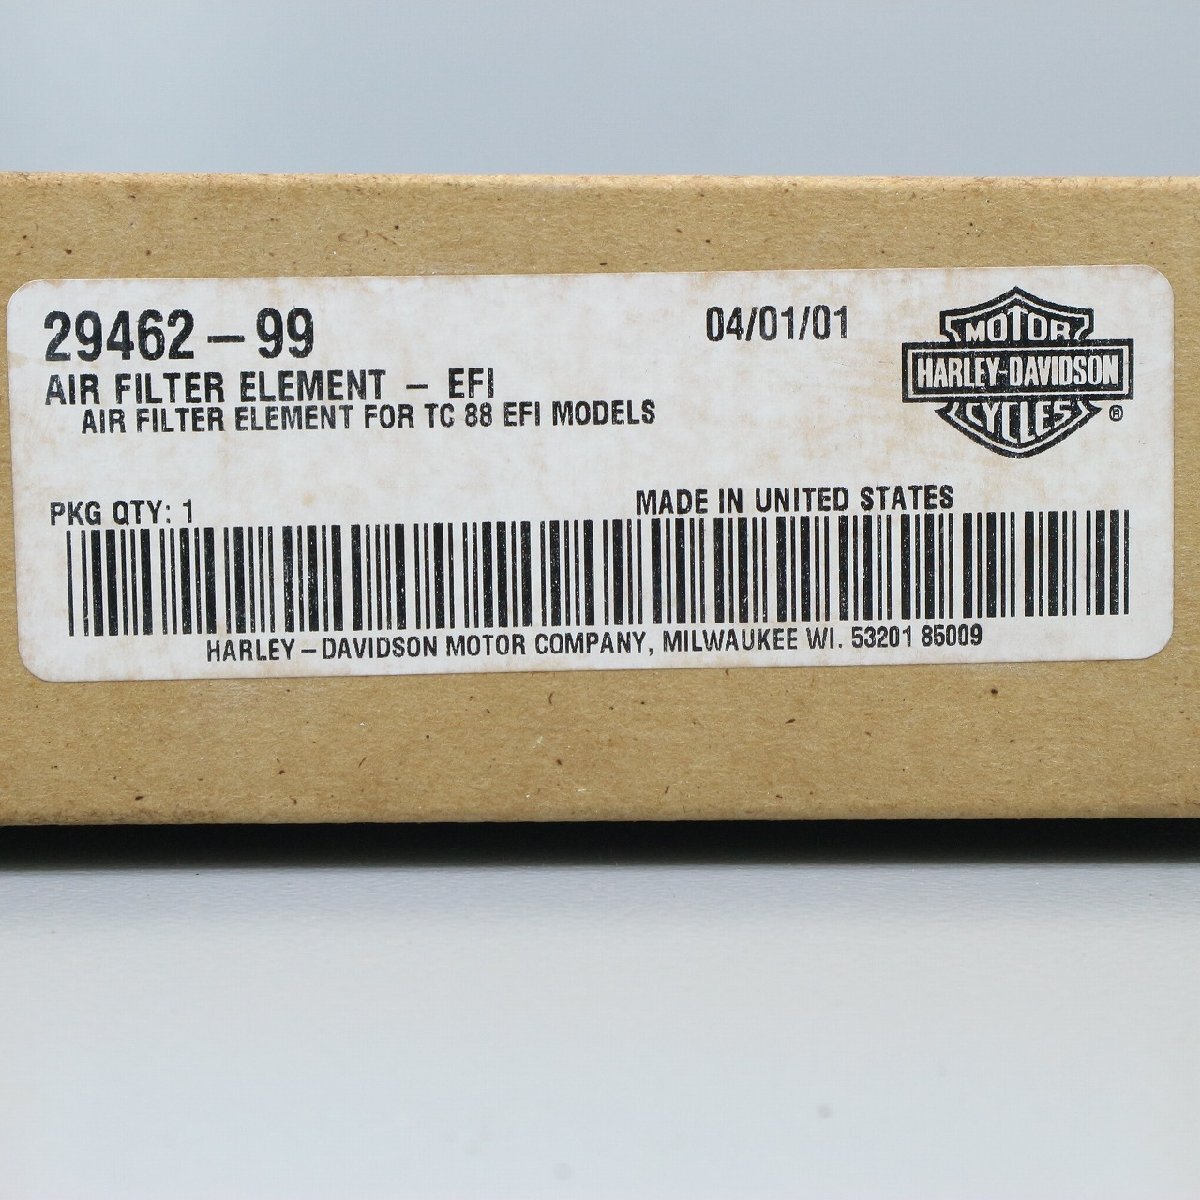 29462-99
04/01/01
AIR FILTER ELEMENT - EFI
AIR FILTER ELEMENT FOR TC 88 EFI MODELS
MOTOR
HARLEY-DAVIDSON
CYCLES
®
PKG QTY: 1
MADE IN UNITED STATES
HARLEY-DAVIDSON MOTOR COMPANY, MILWAUKEE WI. 53201 85009